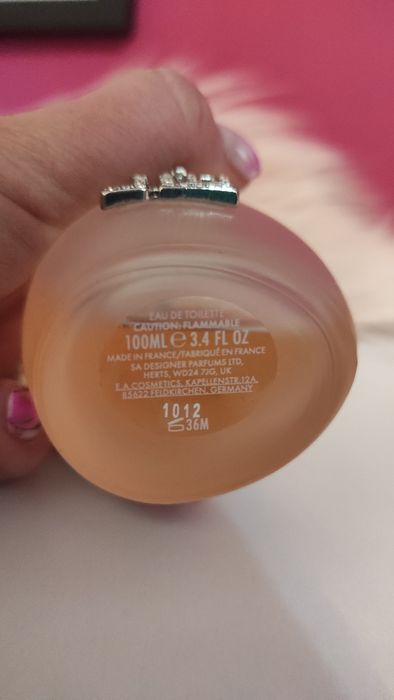 EAU DE TOILETTE
CAUTION: FLAMMABLE
100ML e 3.4 FL OZ
MADE IN FRANCE/FABRIQUÉ EN FRANCE
SA DESIGNER PARFUMS LTD,
HERTS, WD24 7JG, UK
E.A.COSMETICS, KAPELLENSTR.12A,
85622 FELDKIRCHEN, GERMANY
1012
36M